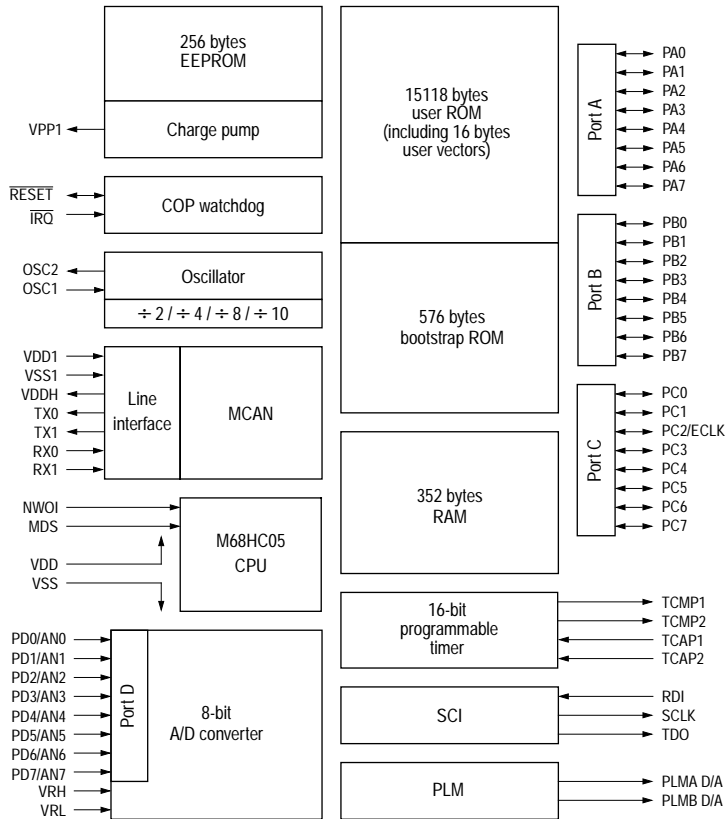 256 bytes
EEPROM
Charge pump
VPP1
RESET
IRQ
COP watchdog
OSC2
OSC1
Oscillator
÷ 2 / ÷ 4 / ÷ 8 / ÷ 10
VDD1
VSS1
VDDH
TX0
TX1
RX0
RX1
Line
interface
MCAN
NWOI
MDS
VDD
VSS
M68HC05
CPU
PD0/AN0
PD1/AN1
PD2/AN2
PD3/AN3
PD4/AN4
PD5/AN5
PD6/AN6
PD7/AN7
VRH
VRL
Port D
8-bit
A/D converter
15118 bytes
user ROM
(including 16 bytes
user vectors)
576 bytes
bootstrap ROM
352 bytes
RAM
16-bit
programmable
timer
SCI
PLM
Port A
PA0
PA1
PA2
PA3
PA4
PA5
PA6
PA7
Port B
PB0
PB1
PB2
PB3
PB4
PB5
PB6
PB7
Port C
PC0
PC1
PC2/ECLK
PC3
PC4
PC5
PC6
PC7
TCMP1
TCMP2
TCAP1
TCAP2
RDI
SCLK
TDO
PLMA D/A
PLMB D/A